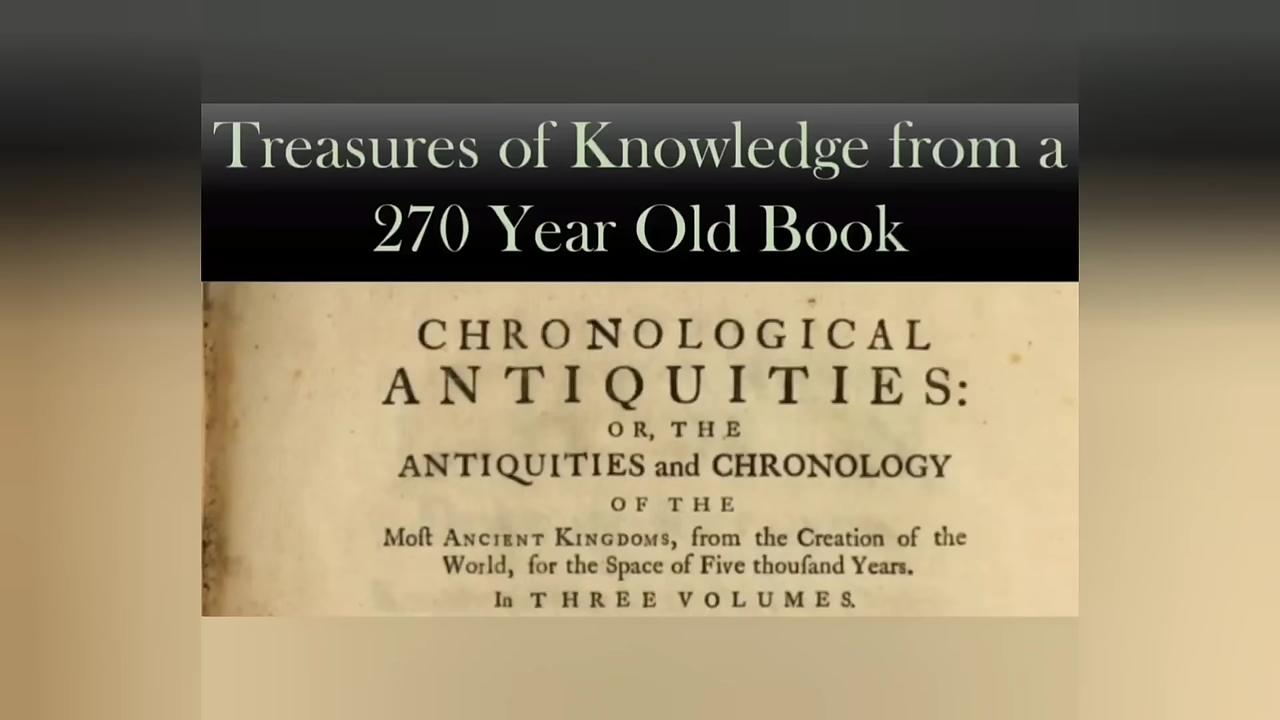 Treasures of Knowledge from a
270 Year Old Book
CHRONOLOGICAL
ANTIQUITIES:
OR, THE
ANTIQUITIES and CHRONOLOGY
OF THE
Moſt ANCIENT KINGDOMS, from the Creation of the
World, for the Space of Five thouſand Years.
In THREE VOLUMES.